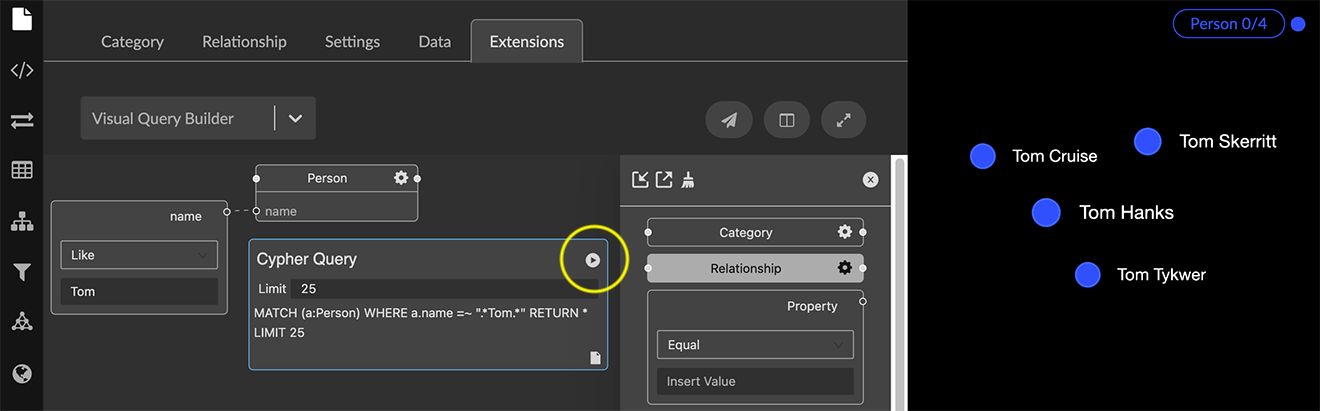 Category Relationship Settings Data Extensions
Visual Query Builder
Person
name
name
Like
Tom
Cypher Query
Limit 25
MATCH (a:Person) WHERE a.name =~ ".*Tom.*" RETURN *
LIMIT 25
Category
Relationship
Property
Equal
Insert Value
Person 0/4
Tom Cruise
Tom Skerritt
Tom Hanks
Tom Tykwer